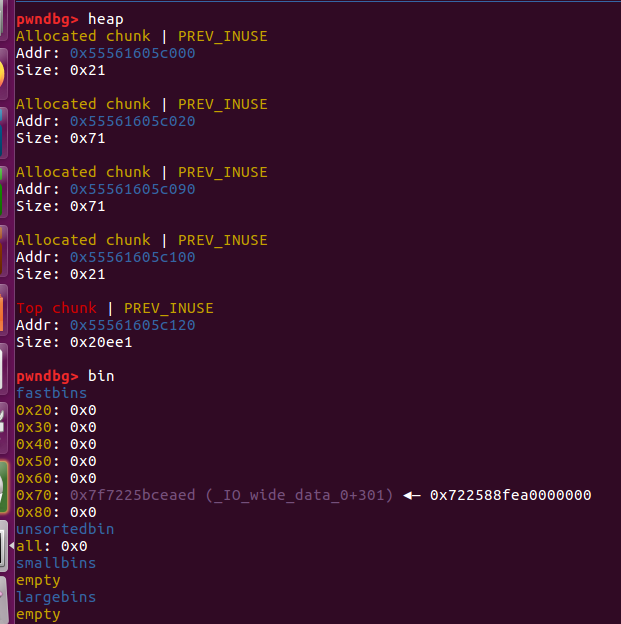 pwndbg> heap
Allocated chunk | PREV_INUSE
Addr: 0x55561605c000
Size: 0x21
Allocated chunk | PREV_INUSE
Addr: 0x55561605c020
Size: 0x71
Allocated chunk | PREV_INUSE
Addr: 0x55561605c090
Size: 0x71
Allocated chunk | PREV_INUSE
Addr: 0x55561605c100
Size: 0x21
Top chunk | PREV_INUSE
Addr: 0x55561605c120
Size: 0x20ee1
pwndbg> bin
fastbins
0x20: 0x0
0x30: 0x0
0x40: 0x0
0x50: 0x0
0x60: 0x0
0x70: 0x7f7225bceaed (_IO_wide_data_0+301) ◂— 0x722588fea0000000
0x80: 0x0
unsortedbin
all: 0x0
smallbins
empty
largebins
empty